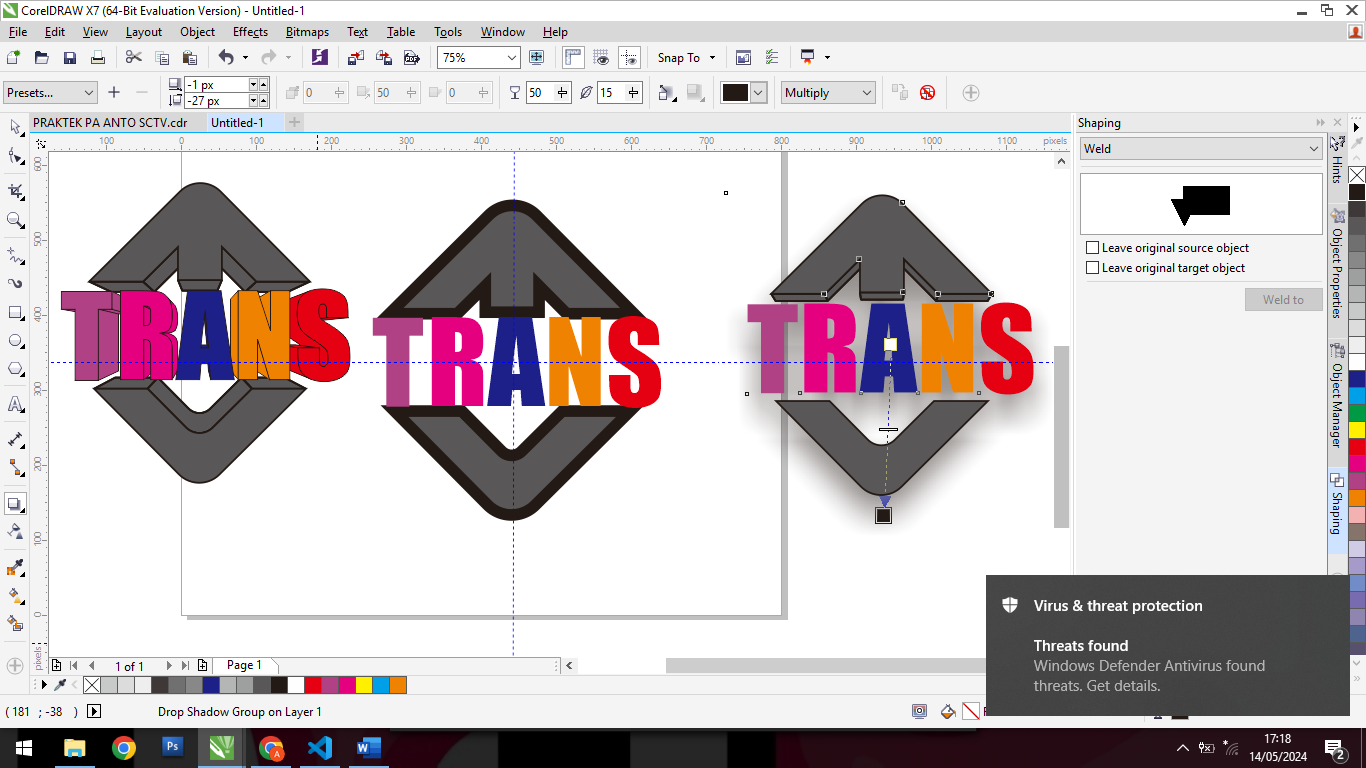 CorelDRAW X7 (64-Bit Evaluation Version) - Untitled-1
File Edit View Layout Object Effects Bitmaps Text Table Tools Window Help
75% Snap To
Presets... -1 px 0 50 0 50 15 Multiply
-27 px
PRAKTEK PA ANTO SCTV.cdr Untitled-1
Shaping
100 0 100 200 300 400 500 600 700 800 900 1000 1100 pixels
Weld
600
500
400
300
200
100
0
pixels
TRANS
TRANS
TRANS
Leave original source object
Leave original target object
Weld to
Hints
Object Properties
Object Manager
Shaping
1 of 1 Page 1
( 181 ; -38 ) Drop Shadow Group on Layer 1
Virus & threat protection
Threats found
Windows Defender Antivirus found
threats. Get details.
Ps
A
W
17:18
14/05/2024
2